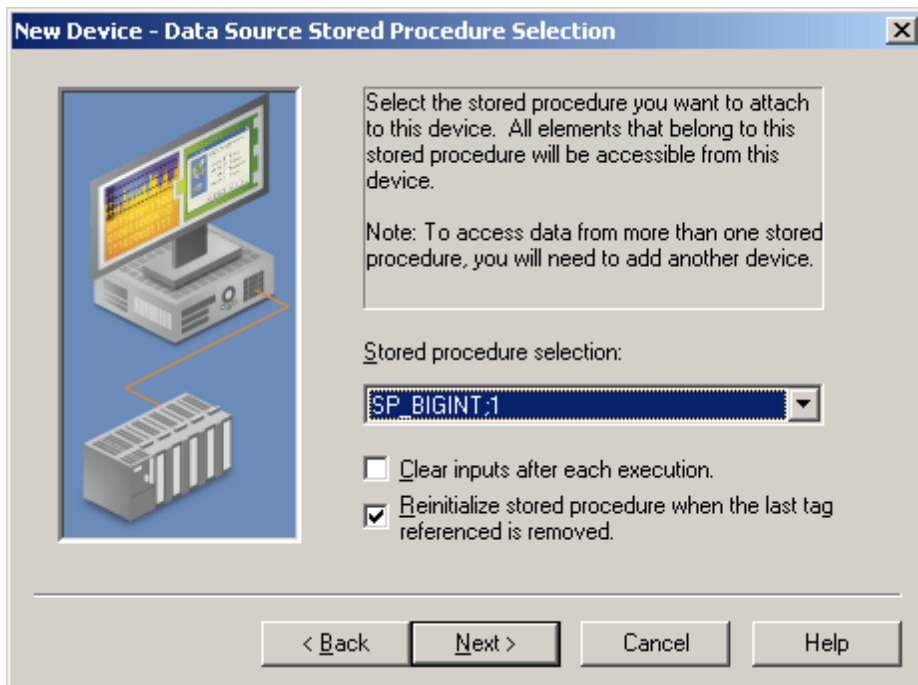 New Device - Data Source Stored Procedure Selection
Select the stored procedure you want to attach
to this device. All elements that belong to this
stored procedure will be accessible from this
device.
Note: To access data from more than one stored
procedure, you will need to add another device.
Stored procedure selection:
SP_BIGINT;1
Clear inputs after each execution.
Reinitialize stored procedure when the last tag
referenced is removed.
< Back
Next >
Cancel
Help